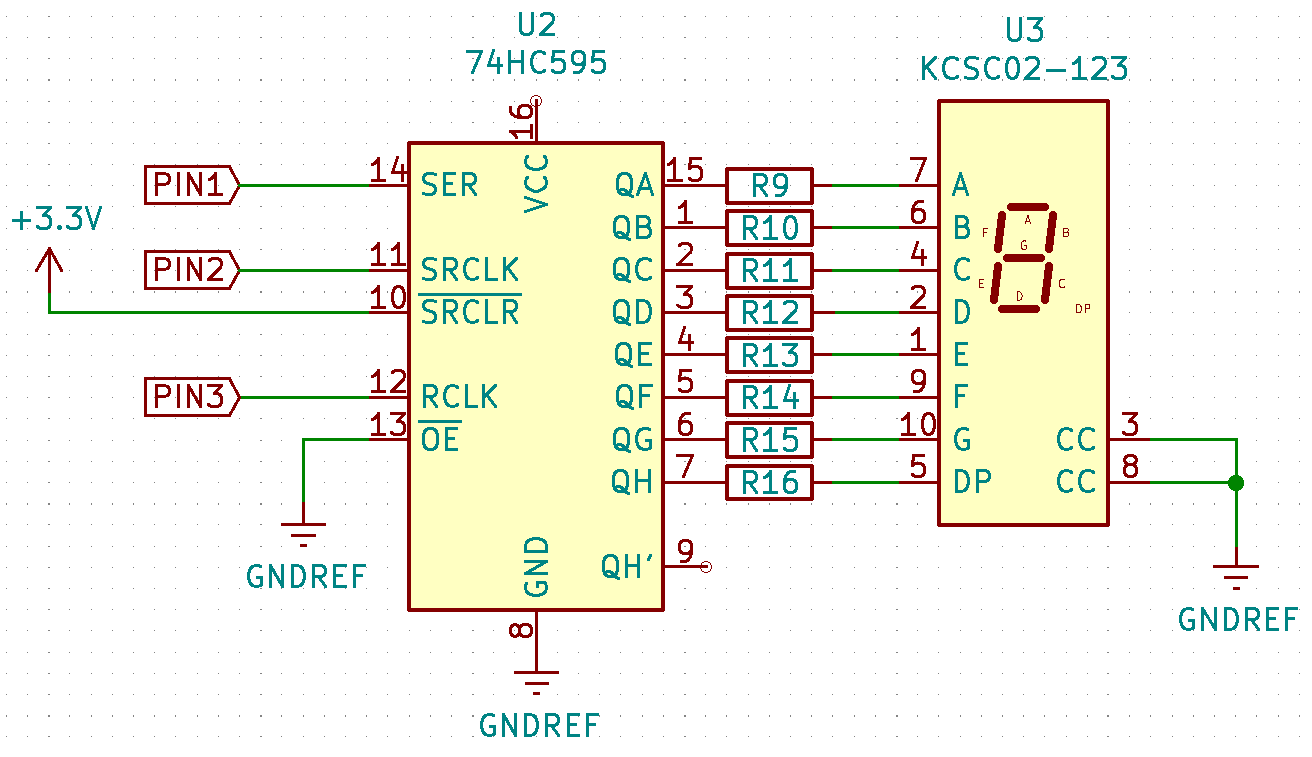 U2
74HC595
U3
KCSC02-123
16
VCC
PIN1
14
SER
QA
15
R9
7
A
+3.3V
QB
1
R10
6
B
PIN2
11
SRCLK
QC
2
R11
4
C
10
SRCLR
QD
3
R12
2
D
QE
4
R13
1
E
PIN3
12
RCLK
QF
5
R14
9
F
13
OE
QG
6
R15
10
G
CC
3
QH
7
R16
5
DP
CC
8
A
F
B
G
E
C
D
DP
QH'
9
GND
8
GNDREF
GNDREF
GNDREF